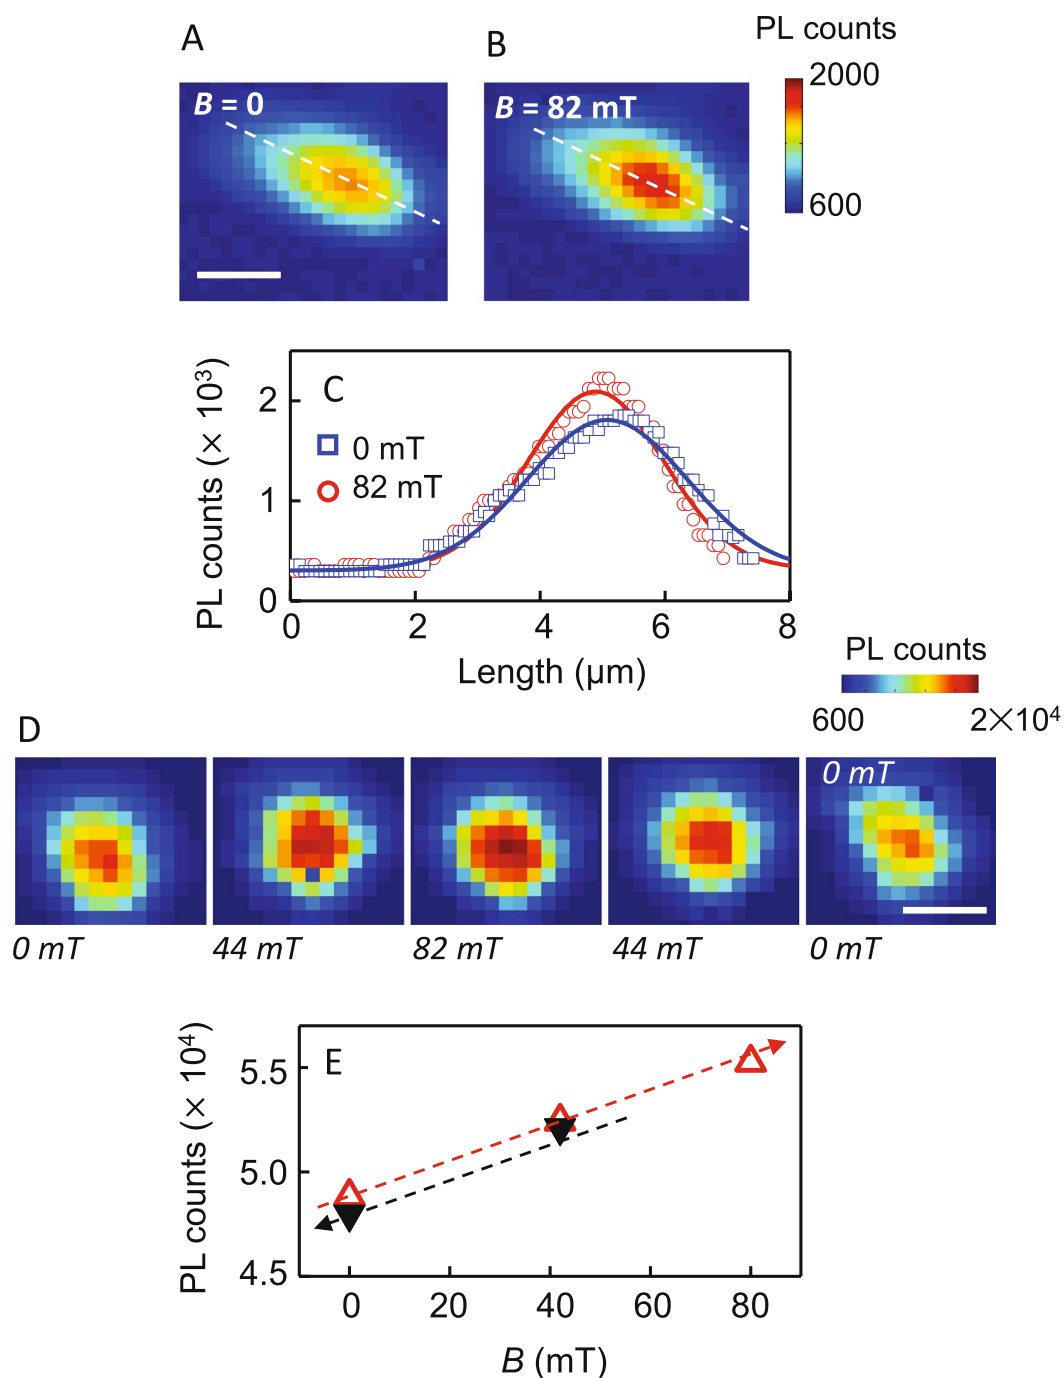 A
B
PL counts
B = 0
B = 82 mT
2000
600
PL counts (× 10³)
C
0 mT
82 mT
2
1
0
0 2 4 6 8
Length (μm)
PL counts
600 2×10⁴
D
0 mT
0 mT 44 mT 82 mT 44 mT 0 mT
PL counts (× 10⁴)
E
5.5
5.0
4.5
0 20 40 60 80
B (mT)